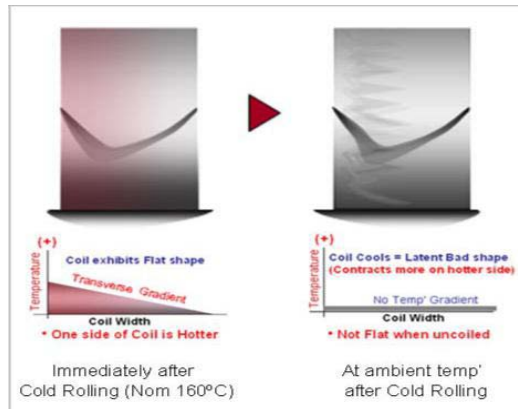 (+)
Coil exhibits Flat shape
Temperature
Transverse Gradient
Coil Width
• One side of Coil is Hotter
Immediately after
Cold Rolling (Nom 160ºC)
(+)
Coil Cools = Latent Bad shape
(Contracts more on hotter side)
Temperature
No Temp' Gradient
Coil Width
• Not Flat when uncoiled
At ambient temp'
after Cold Rolling